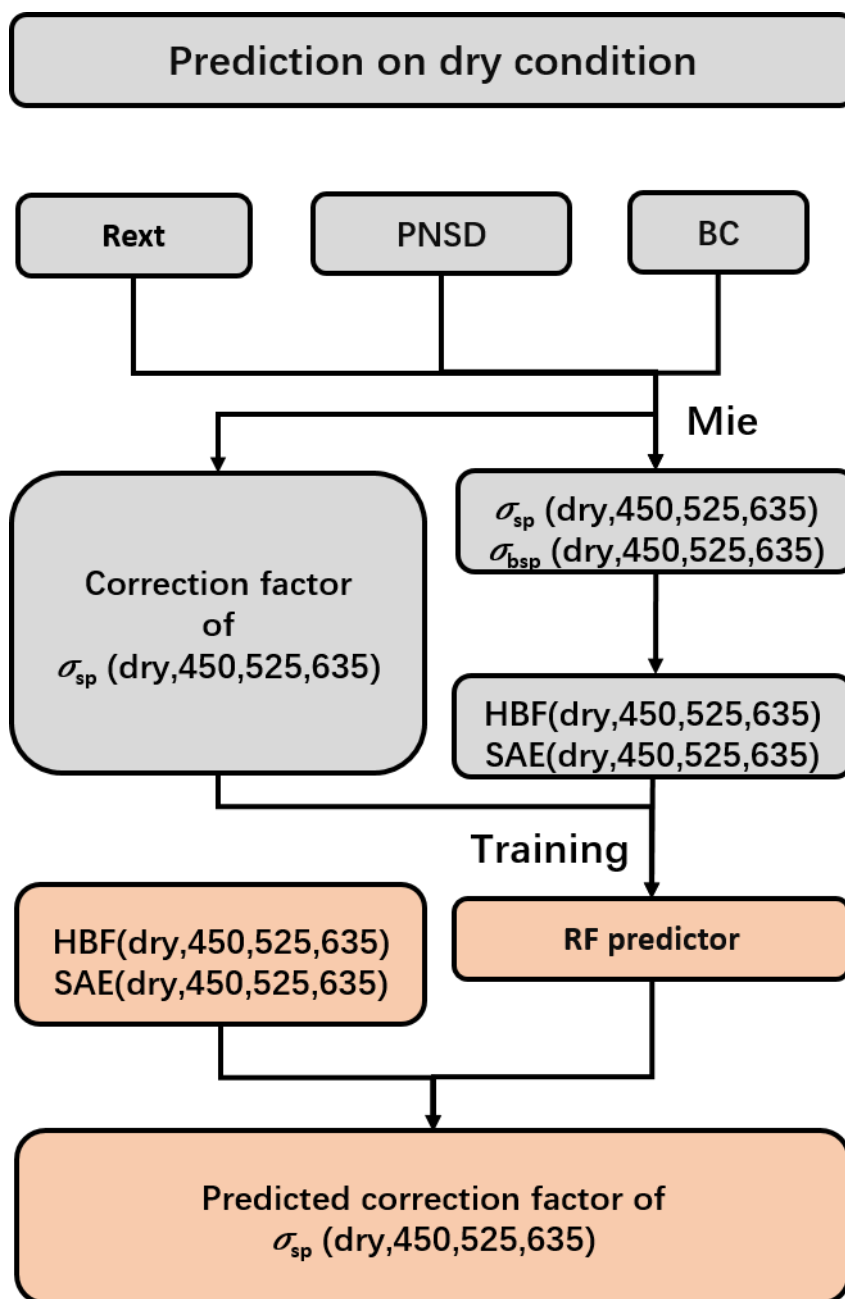 Prediction on dry condition
Rext
PNSD
BC
Mie
σsp (dry,450,525,635)
σbsp (dry,450,525,635)
Correction factor
of
σsp (dry,450,525,635)
HBF(dry,450,525,635)
SAE(dry,450,525,635)
Training
HBF(dry,450,525,635)
SAE(dry,450,525,635)
RF predictor
Predicted correction factor of
σsp (dry,450,525,635)